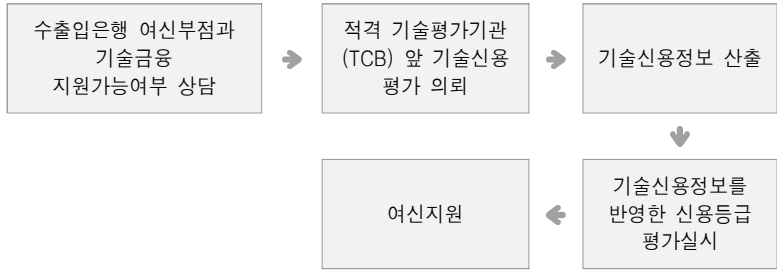 수출입은행 여신부점과
기술금융
지원가능여부 상담
적격 기술평가기관
(TCB) 앞 기술신용
평가 의뢰
기술신용정보 산출
기술신용정보를
반영한 신용등급
평가실시
여신지원